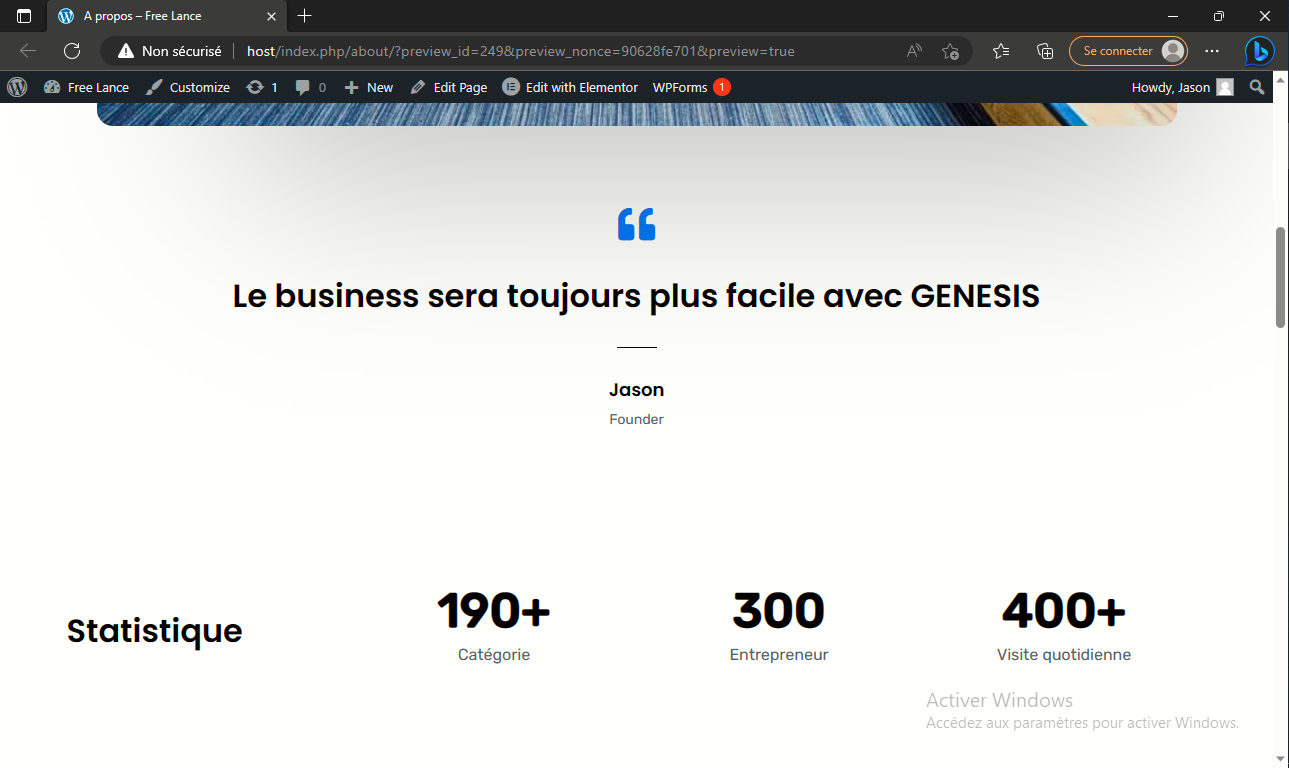 A propos – Free Lance
Non sécurisé
host/index.php/about/?preview_id=249&preview_nonce=90628fe701&preview=true
Se connecter
Free Lance
Customize
1
0
New
Edit Page
Edit with Elementor
WPForms 1
Howdy, Jason
Le business sera toujours plus facile avec GENESIS
Jason
Founder
Statistique
190+
Catégorie
300
Entrepreneur
400+
Visite quotidienne
Activer Windows
Accédez aux paramètres pour activer Windows.